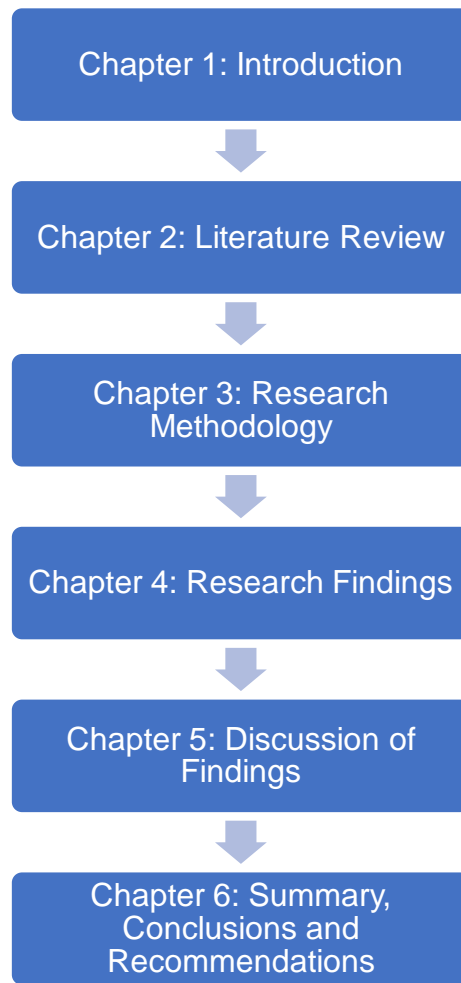 Chapter 1: Introduction
Chapter 2: Literature Review
Chapter 3: Research
Methodology
Chapter 4: Research Findings
Chapter 5: Discussion of
Findings
Chapter 6: Summary,
Conclusions and
Recommendations